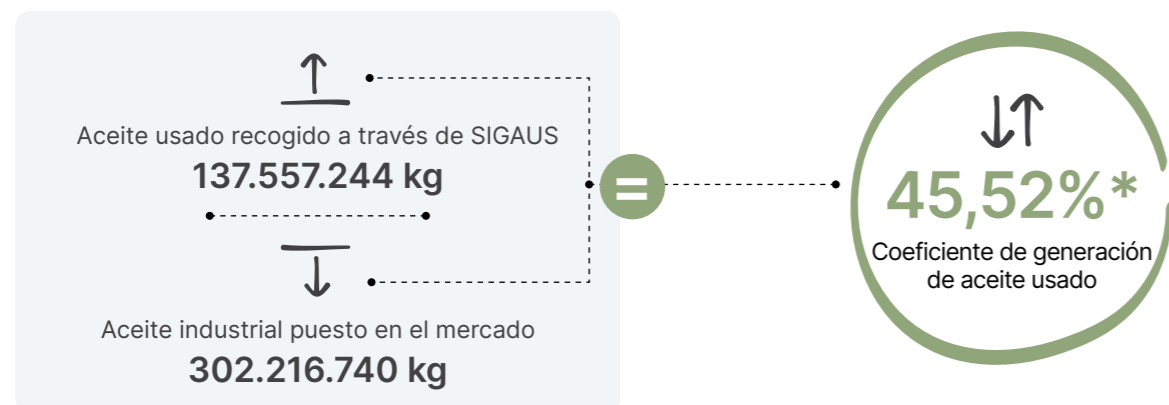 Aceite usado recogido a través de SIGAUS
137.557.244 kg
=
45,52%*
Coeficiente de generación
de aceite usado
Aceite industrial puesto en el mercado
302.216.740 kg